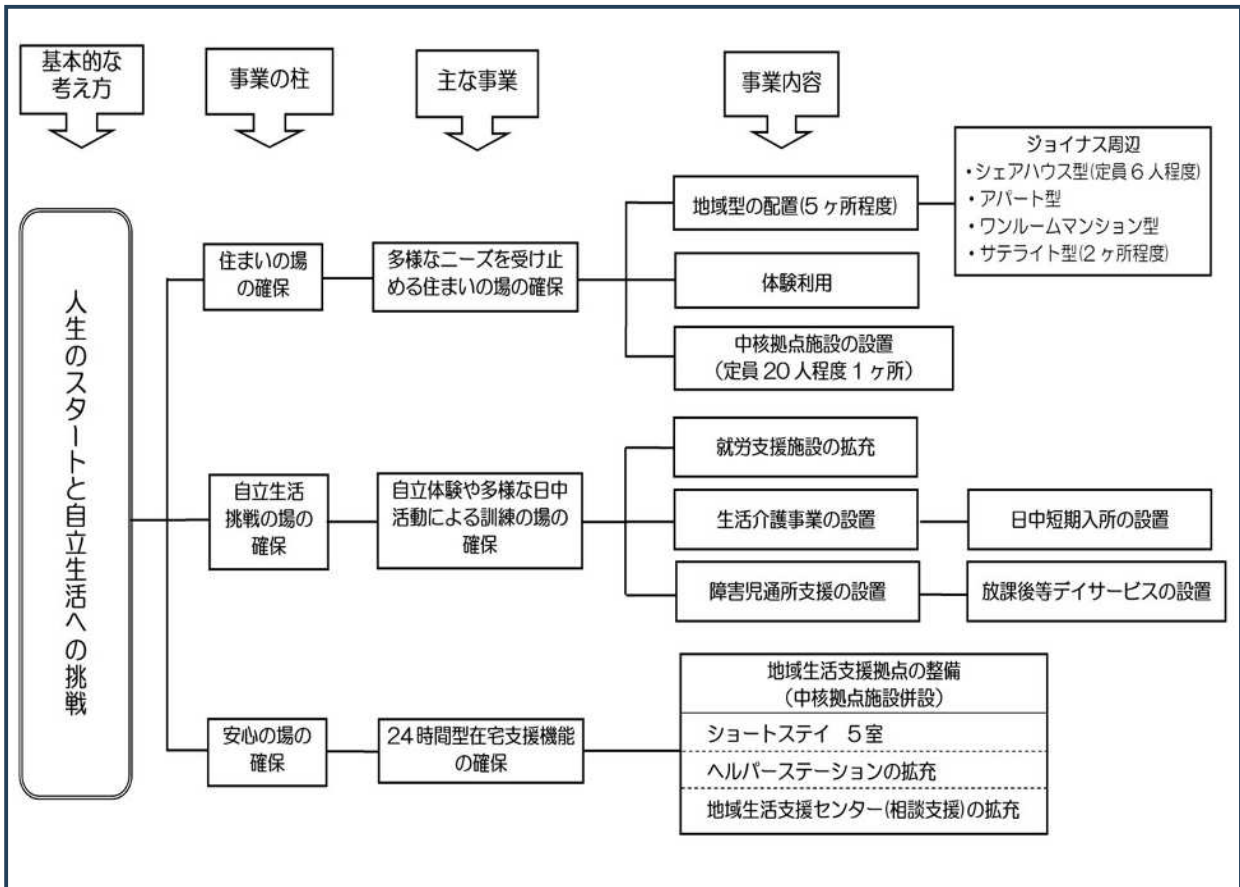 基本的な
考え方
事業の柱
主な事業
事業内容
人生のスタートと自立生活への挑戦
住まいの場
の確保
多様なニーズを受け止
める住まいの場の確保
地域型の配置(5ヶ所程度)
ジョイナス周辺
・シェアハウス型(定員6人程度)
・アパート型
・ワンルームマンション型
・サテライト型(2ヶ所程度)
体験利用
中核拠点施設の設置
(定員20人程度1ヶ所)
自立生活
挑戦の場の
確保
自立体験や多様な日中
活動による訓練の場の
確保
就労支援施設の拡充
生活介護事業の設置
日中短期入所の設置
障害児通所支援の設置
放課後等デイサービスの設置
安心の場の
確保
24時間型在宅支援機能
の確保
地域生活支援拠点の整備
(中核拠点施設併設)
ショートステイ 5室
ヘルパーステーションの拡充
地域生活支援センター(相談支援)の拡充